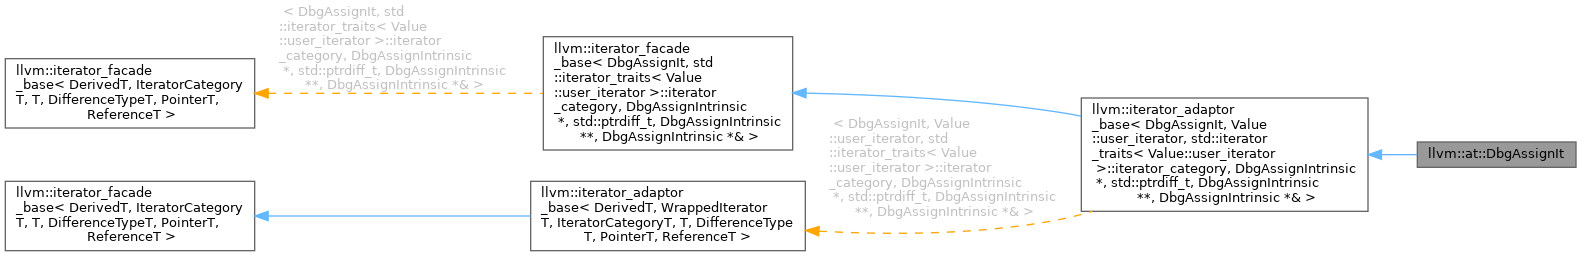 < DbgAssignIt, std
::iterator_traits< Value
::user_iterator >::iterator
_category, DbgAssignIntrinsic
*, std::ptrdiff_t, DbgAssignIntrinsic
**, DbgAssignIntrinsic *& >
llvm::iterator_facade
_base< DerivedT, IteratorCategory
T, T, DifferenceTypeT, PointerT,
ReferenceT >
llvm::iterator_facade
_base< DbgAssignIt, std
::iterator_traits< Value
::user_iterator >::iterator
_category, DbgAssignIntrinsic
*, std::ptrdiff_t, DbgAssignIntrinsic
**, DbgAssignIntrinsic *& >
< DbgAssignIt, Value
::user_iterator, std
::iterator_traits< Value
::user_iterator >::iterator
_category, DbgAssignIntrinsic
*, std::ptrdiff_t, DbgAssignIntrinsic
**, DbgAssignIntrinsic *& >
llvm::iterator_adaptor
_base< DbgAssignIt, Value
::user_iterator, std::iterator
_traits< Value::user_iterator
>::iterator_category, DbgAssignIntrinsic
*, std::ptrdiff_t, DbgAssignIntrinsic
**, DbgAssignIntrinsic *& >
llvm::at::DbgAssignIt
llvm::iterator_facade
_base< DerivedT, IteratorCategory
T, T, DifferenceTypeT, PointerT,
ReferenceT >
llvm::iterator_adaptor
_base< DerivedT, WrappedIterator
T, IteratorCategoryT, T, DifferenceType
T, PointerT, ReferenceT >